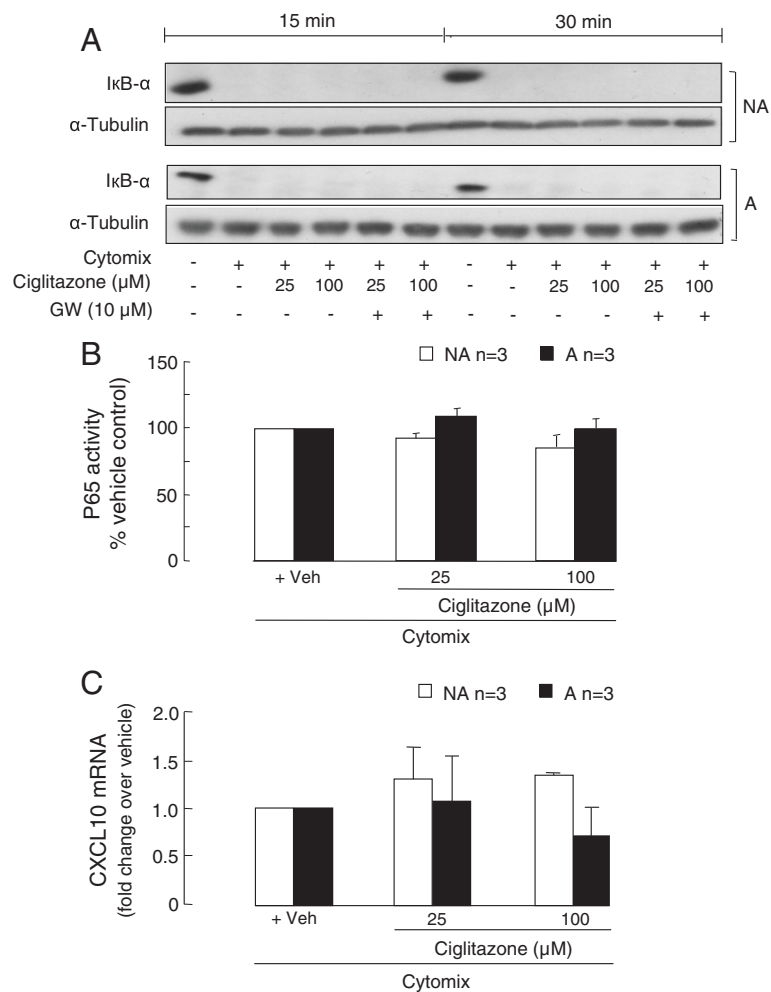 A
15 min 30 min
IκB-α
NA
α-Tubulin
IκB-α
A
α-Tubulin
Cytomix - + + + + + - + + + + +
Ciglitazone (µM) - - 25 100 25 100 - - 25 100 25 100
GW (10 µM) - - - - + + - - - - + +
B
NA n=3 A n=3
P65 activity
% vehicle control
150
100
50
0
+ Veh 25 100
Ciglitazone (µM)
Cytomix
C
NA n=3 A n=3
CXCL10 mRNA
(fold change over vehicle)
2.0
1.5
1.0
0.5
0
+ Veh 25 100
Ciglitazone (µM)
Cytomix